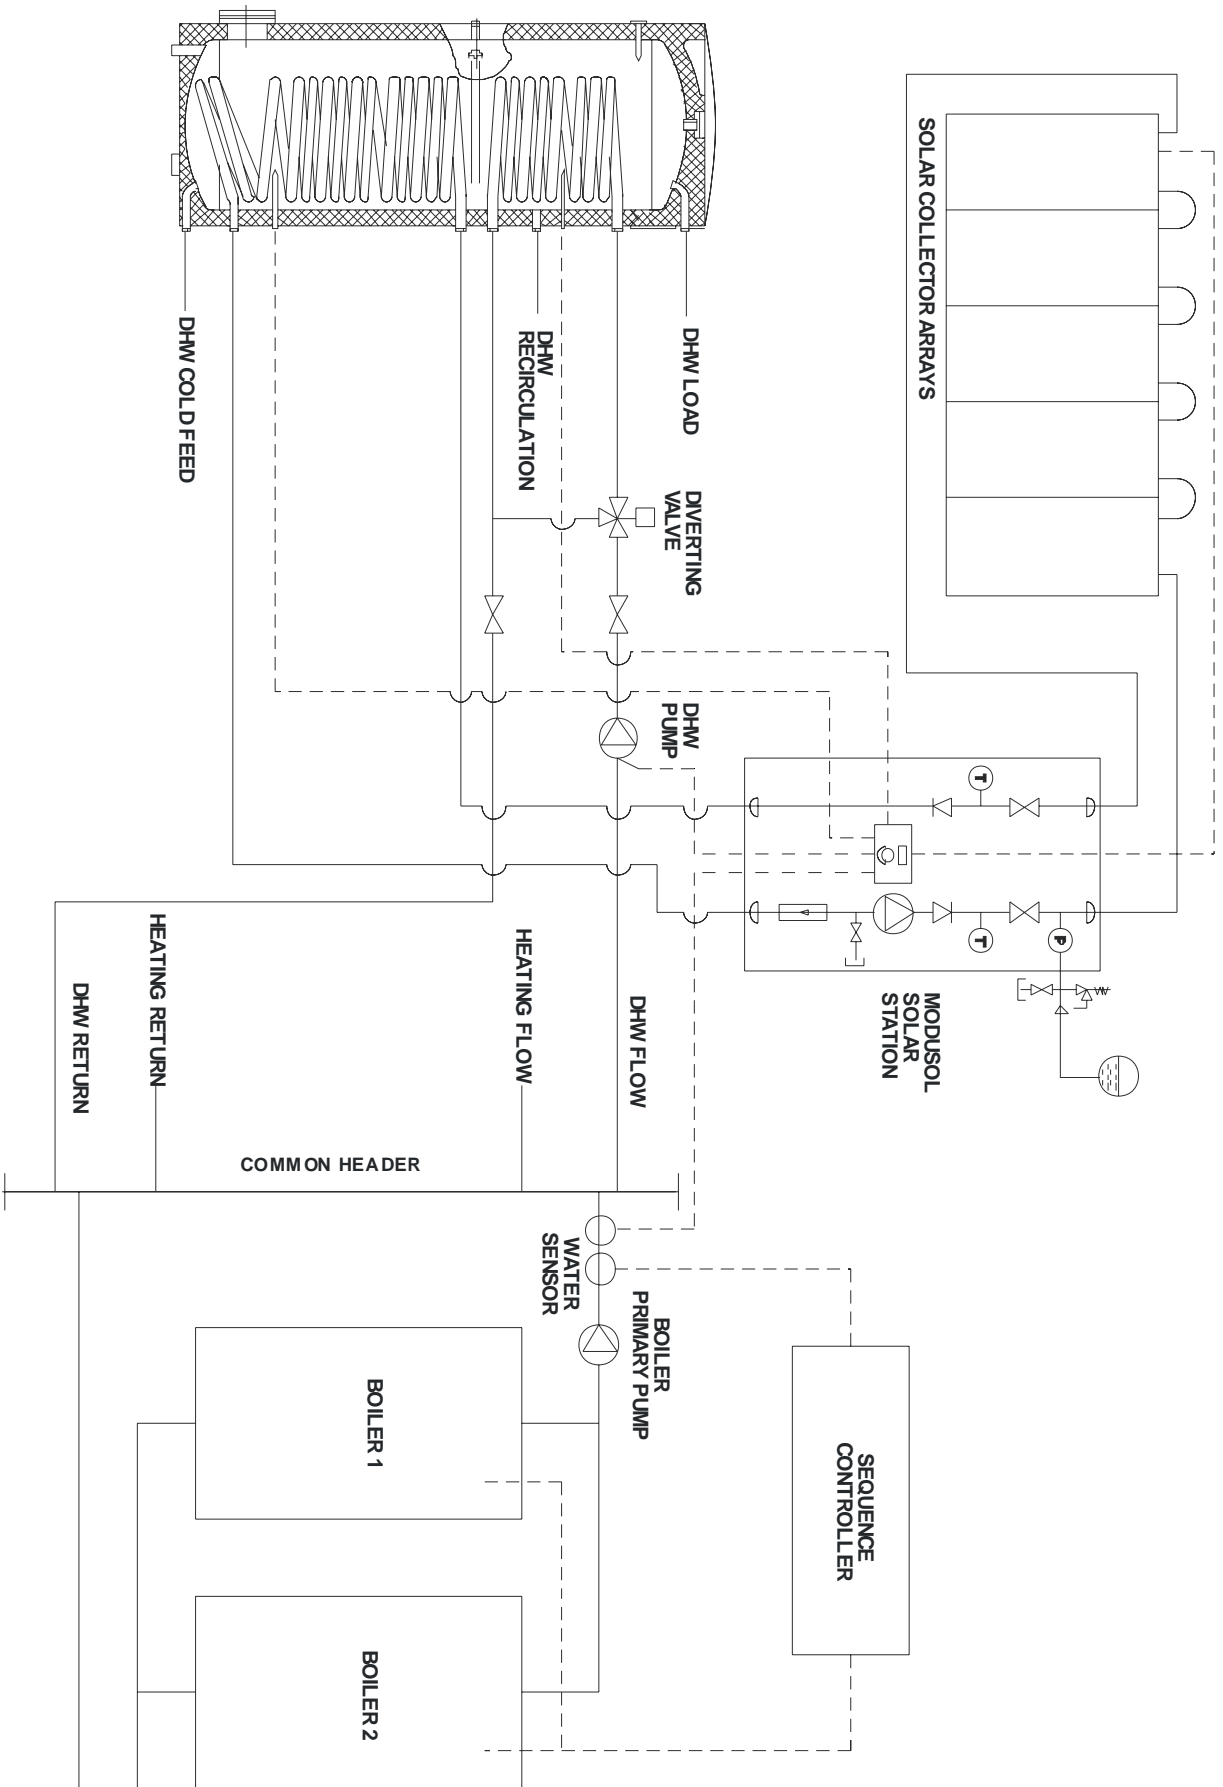 SOLAR COLLECTOR ARRAYS
DHW LOAD
DHW
RECIRCULATION
DHW COLD FEED
DIVERTING
VALVE
DHW
PUMP
T
T
P
MODUSOL
SOLAR
STATION
DHW FLOW
HEATING FLOW
HEATING RETURN
DHW RETURN
COMMON HEADER
WATER
SENSOR
BOILER
PRIMARY PUMP
BOILER 1
BOILER 2
SEQUENCE
CONTROLLER